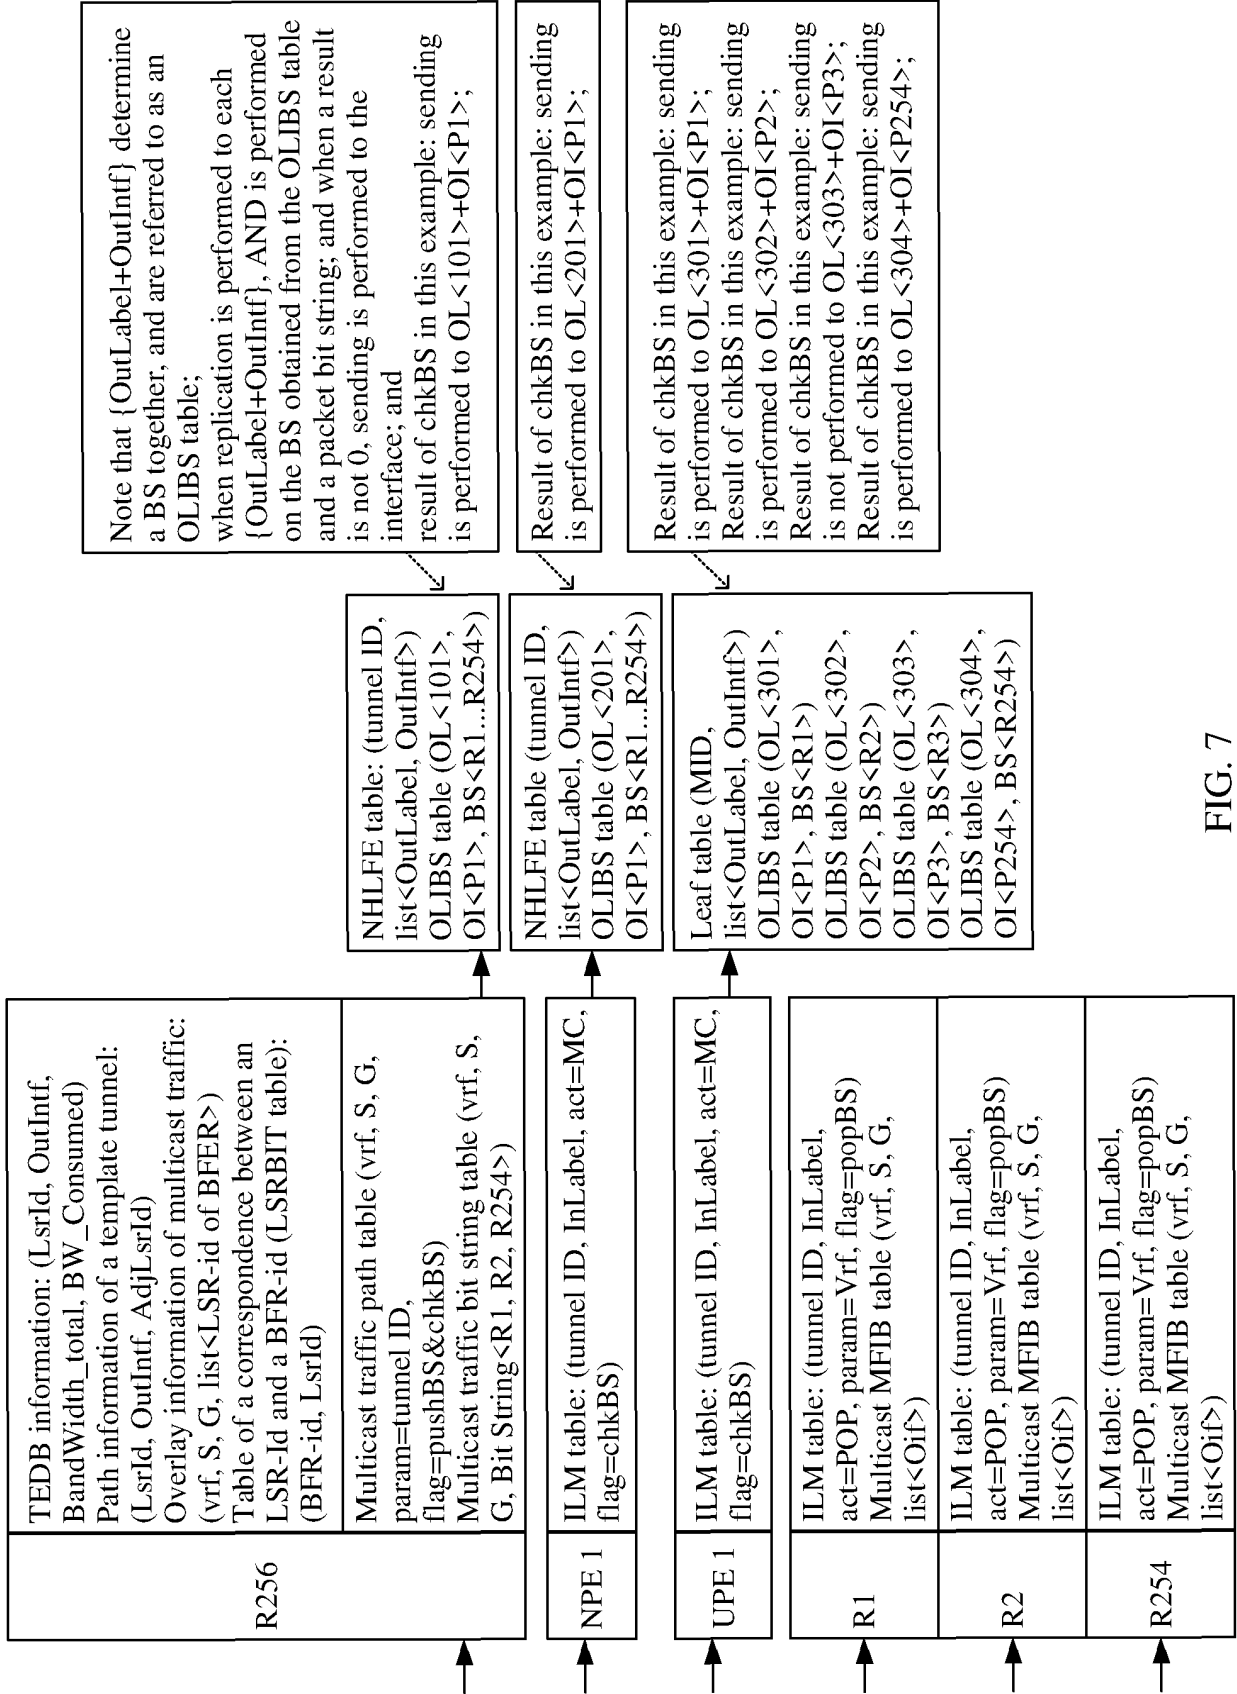 R256
TEDB information: (LsrId, OutIntf,
BandWidth_total, BW_Consumed)
Path information of a template tunnel:
(LsrId, OutIntf, AdjLsrId)
Overlay information of multicast traffic:
(vrf, S, G, list<LSR-id of BFER>)
Table of a correspondence between an
LSR-Id and a BFR-id (LSRBIT table):
(BFR-id, LsrId)
Multicast traffic path table (vrf, S, G,
param=tunnel ID,
flag=pushBS&chkBS)
Multicast traffic bit string table (vrf, S,
G, Bit String<R1, R2, R254>)
NHLFE table: (tunnel ID,
list<OutLabel, OutIntf>)
OLIBS table (OL<101>,
OI<P1>, BS<R1...R254>)
Note that {OutLabel+OutIntf} determine
a BS together, and are referred to as an
OLIBS table;
when replication is performed to each
{OutLabel+OutIntf}, AND is performed
on the BS obtained from the OLIBS table
and a packet bit string; and when a result
is not 0, sending is performed to the
interface; and
result of chkBS in this example: sending
is performed to OL<101>+OI<P1>;
NPE 1
ILM table: (tunnel ID, InLabel, act=MC,
flag=chkBS)
NHLFE table (tunnel ID,
list<OutLabel, OutIntf>)
OLIBS table (OL<201>,
OI<P1>, BS<R1...R254>)
Result of chkBS in this example: sending
is performed to OL<201>+OI<P1>;
UPE 1
ILM table: (tunnel ID, InLabel, act=MC,
flag=chkBS)
Leaf table (MID,
list<OutLabel, OutIntf>)
OLIBS table (OL<301>,
OI<P1>, BS<R1>)
OLIBS table (OL<302>,
OI<P2>, BS<R2>)
OLIBS table (OL<303>,
OI<P3>, BS<R3>)
OLIBS table (OL<304>,
OI<P254>, BS<R254>)
Result of chkBS in this example: sending
is performed to OL<301>+OI<P1>;
Result of chkBS in this example: sending
is performed to OL<302>+OI<P2>;
Result of chkBS in this example: sending
is not performed to OL<303>+OI<P3>;
Result of chkBS in this example: sending
is performed to OL<304>+OI<P254>;
R1
ILM table: (tunnel ID, InLabel,
act=POP, param=Vrf, flag=popBS)
Multicast MFIB table (vrf, S, G,
list<Oif>)
R2
ILM table: (tunnel ID, InLabel,
act=POP, param=Vrf, flag=popBS)
Multicast MFIB table (vrf, S, G,
list<Oif>)
R254
ILM table: (tunnel ID, InLabel,
act=POP, param=Vrf, flag=popBS)
Multicast MFIB table (vrf, S, G,
list<Oif>)
FIG. 7